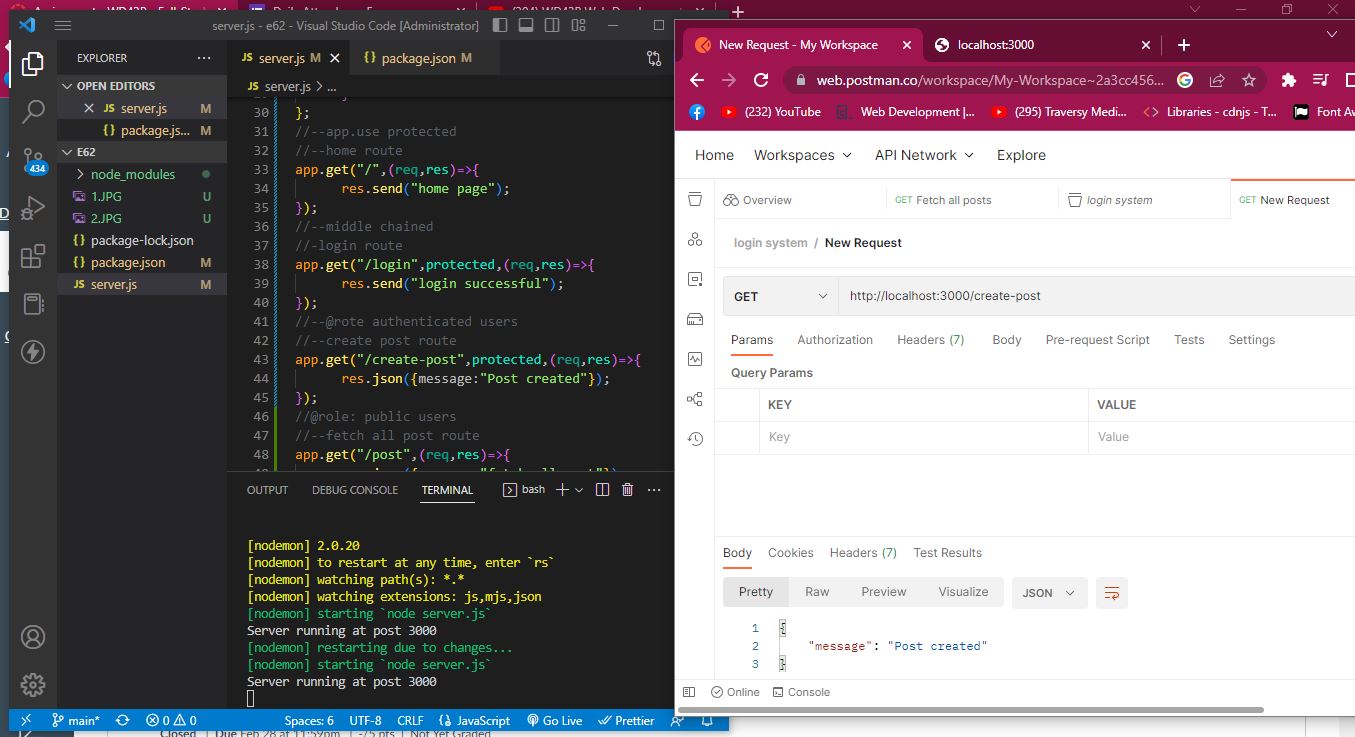 server.js - e62 - Visual Studio Code [Administrator]
EXPLORER
OPEN EDITORS
JS server.js M
{} package.js... M
E62
node_modules
1.JPG U
2.JPG U
package-lock.json
package.json M
JS server.js M
434
JS server.js M
{} package.json M
JS server.js > ...
30 };
31 //--app.use protected
32 //--home route
33 app.get("/",(req,res)=>{
34 res.send("home page");
35 });
36 //--middle chained
37 //-login route
38 app.get("/login",protected,(req,res)=>{
39 res.send("login successful");
40 });
41 //--@rote authenticated users
42 //--create post route
43 app.get("/create-post",protected,(req,res)=>{
44 res.json({message:"Post created"});
45 });
46 //@role: public users
47 //--fetch all post route
48 app.get("/post",(req,res)=>{
OUTPUT DEBUG CONSOLE TERMINAL bash
[nodemon] 2.0.20
[nodemon] to restart at any time, enter `rs`
[nodemon] watching path(s): *.*
[nodemon] watching extensions: js,mjs,json
[nodemon] starting `node server.js`
Server running at post 3000
[nodemon] restarting due to changes...
[nodemon] starting `node server.js`
Server running at post 3000
main* 0 0 Spaces: 6 UTF-8 CRLF {} JavaScript Go Live Prettier
New Request - My Workspace
localhost:3000
web.postman.co/workspace/My-Workspace~2a3cc456...
(232) YouTube
Web Development |...
(295) Traversy Medi...
Libraries - cdnjs - T...
Font Aw
Home Workspaces API Network Explore
Overview
GET Fetch all posts
login system
GET New Request
login system / New Request
GET http://localhost:3000/create-post
Params Authorization Headers (7) Body Pre-request Script Tests Settings
Query Params
KEY VALUE
Key Value
Body Cookies Headers (7) Test Results
Pretty Raw Preview Visualize JSON
1 {
2 "message": "Post created"
3 }
Online Console
Closed Due Feb 28 at 11:59pm -/75 pts Not Yet Graded